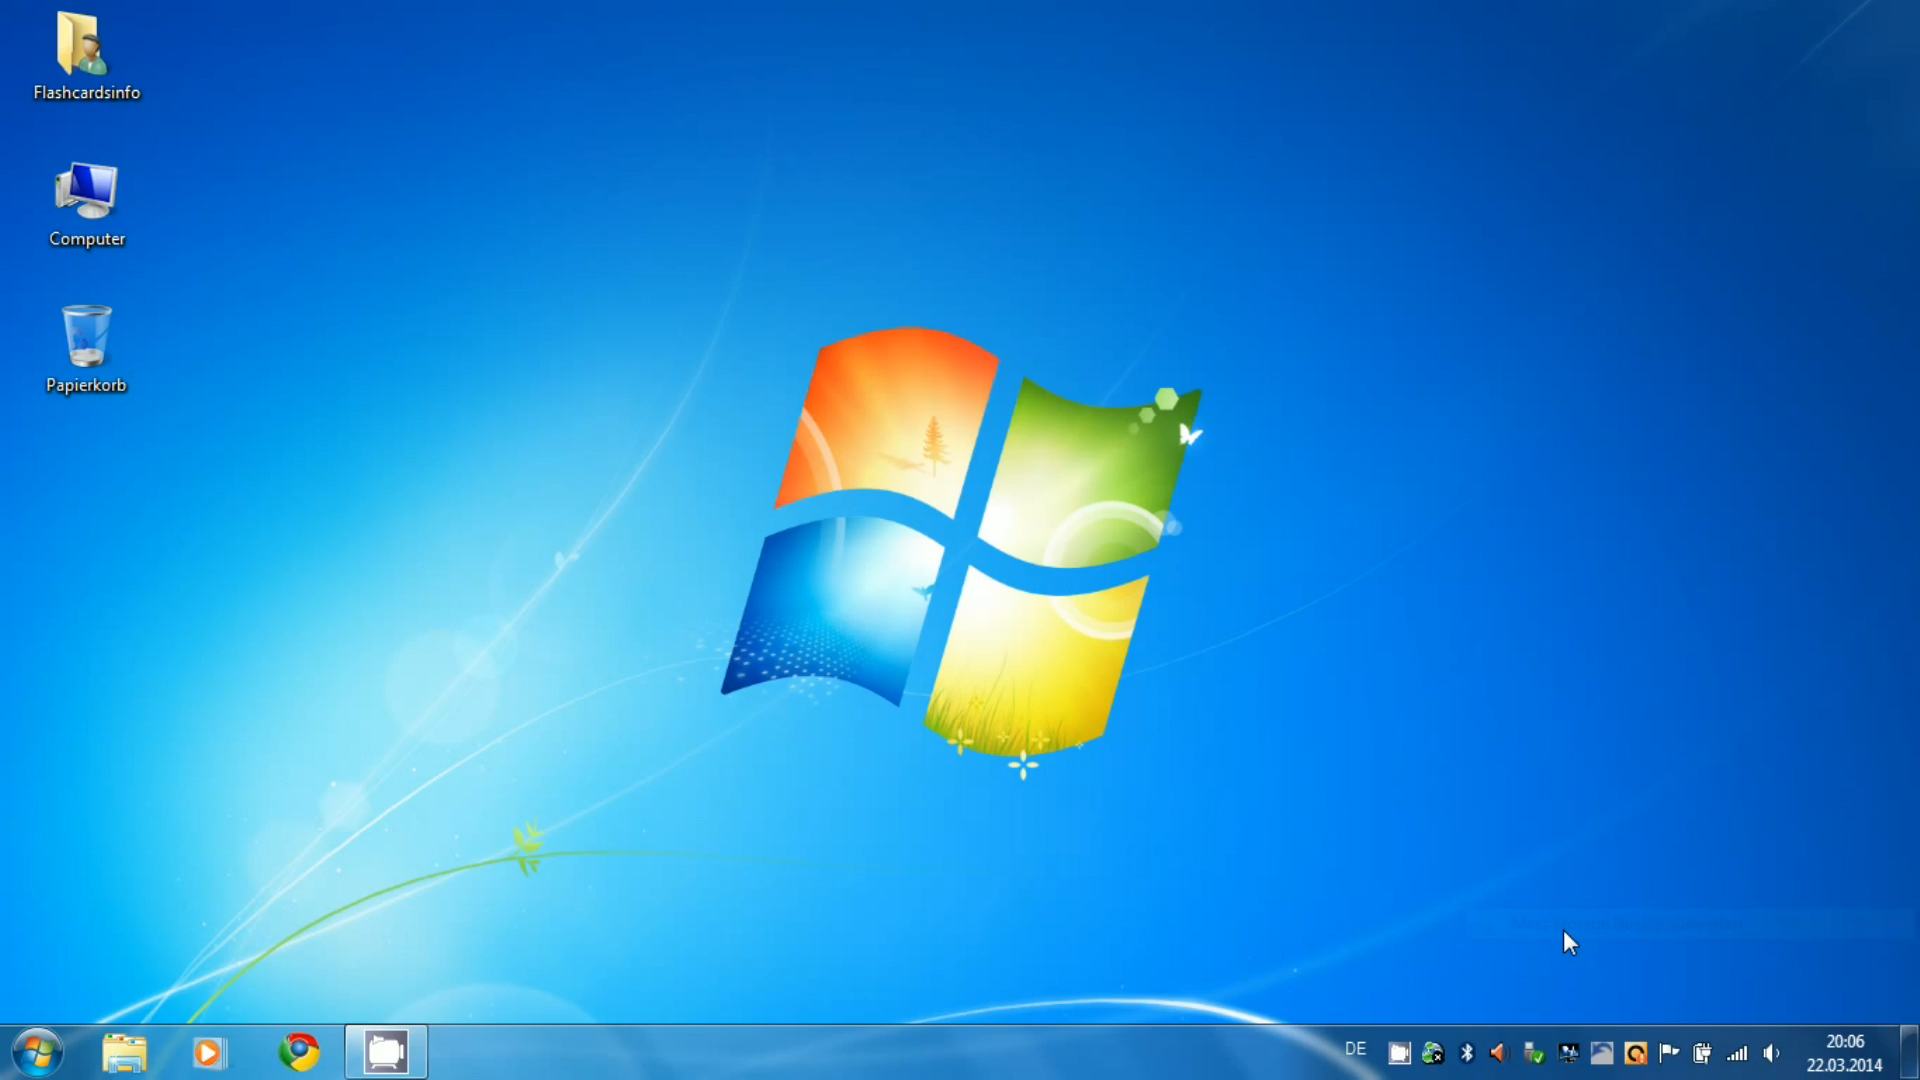 Flashcardsinfo
Computer
Papierkorb
DE
20:06
22.03.2014